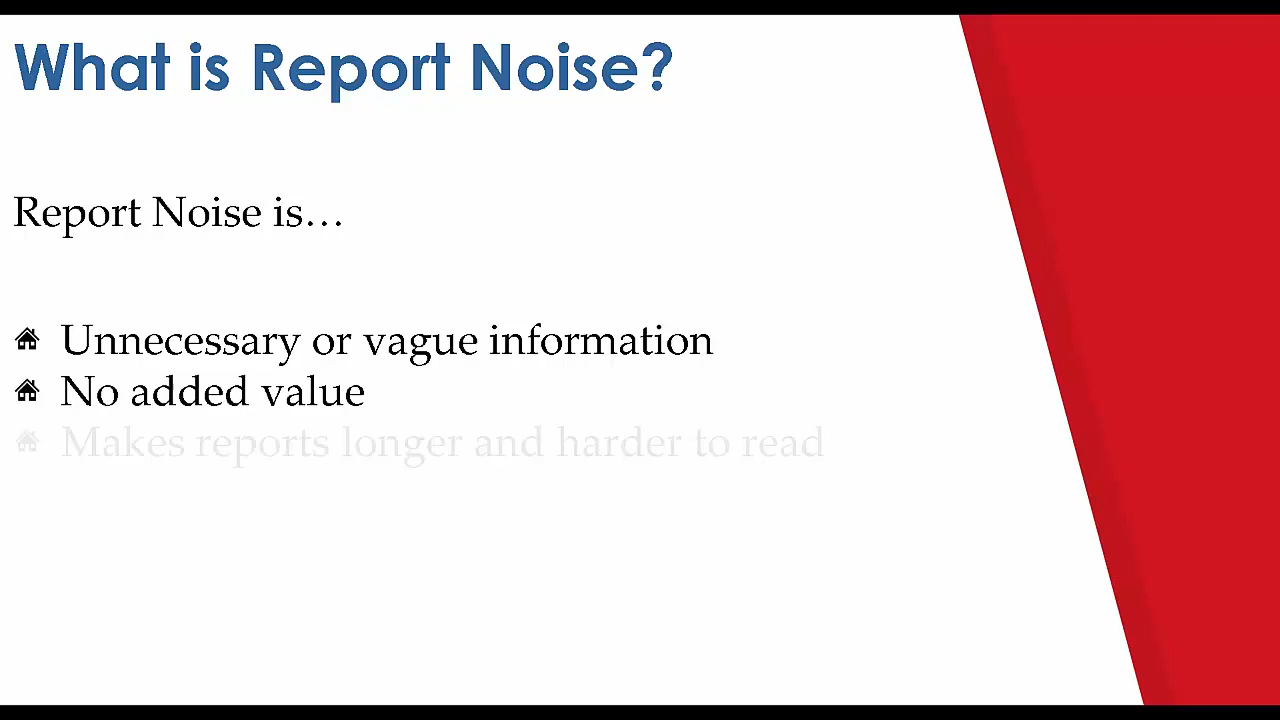 What is Report Noise?
Report Noise is…
Unnecessary or vague information
No added value
Makes reports longer and harder to read